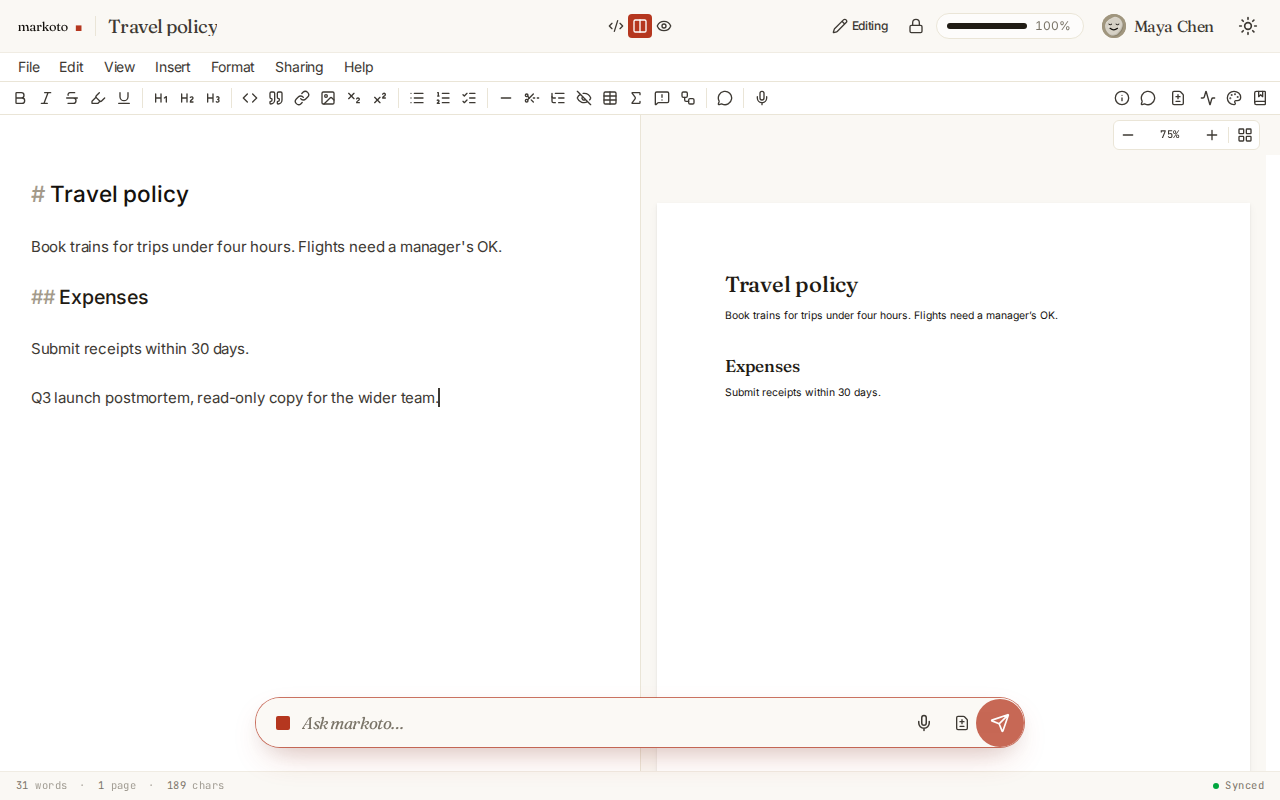 markoto
Travel policy
Editing
100%
Maya Chen
File Edit View Insert Format Sharing Help
H1 H2 H3
75%
# Travel policy
Book trains for trips under four hours. Flights need a manager's OK.
## Expenses
Submit receipts within 30 days.
Q3 launch postmortem, read-only copy for the wider team.
Travel policy
Book trains for trips under four hours. Flights need a manager’s OK.
Expenses
Submit receipts within 30 days.
Ask markoto...
31 words · 1 page · 189 chars
Synced